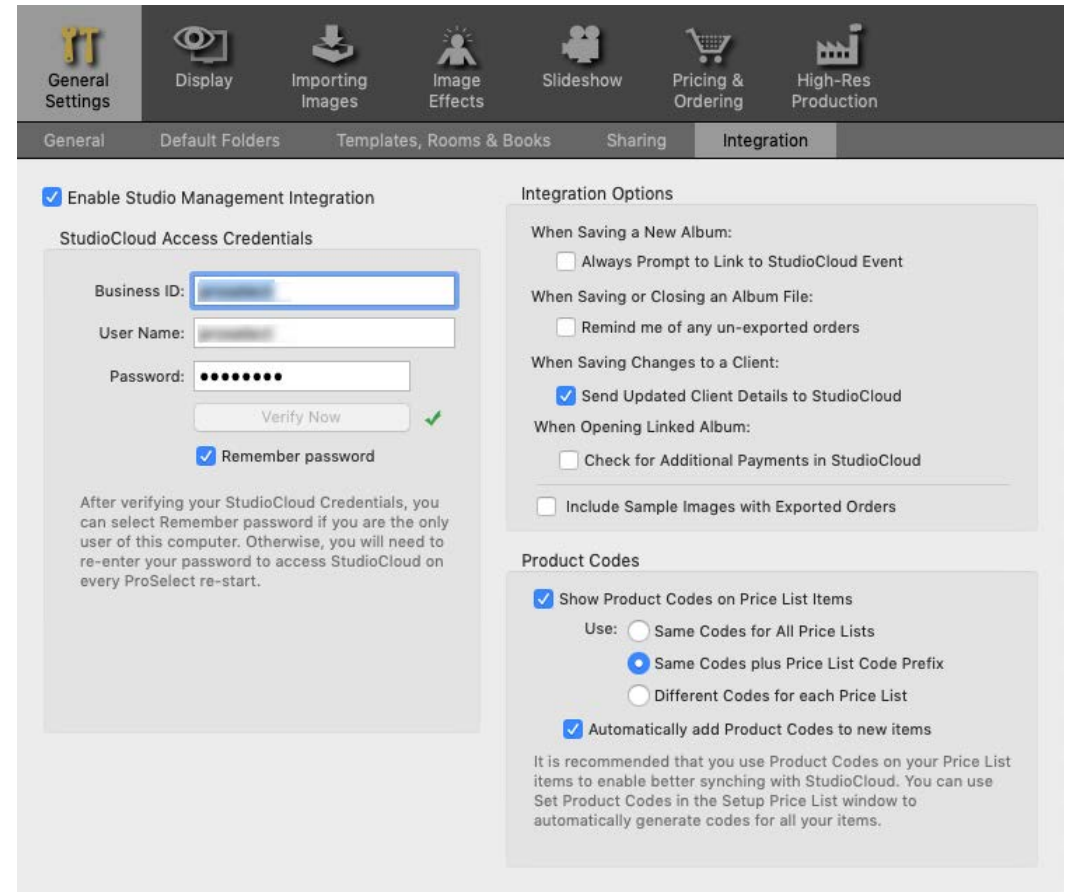 General
Settings
Display
Importing
Images
Image
Effects
Slideshow
Pricing &
Ordering
High-Res
Production
General
Default Folders
Templates, Rooms & Books
Sharing
Integration
Enable Studio Management Integration
StudioCloud Access Credentials
Business ID:
User Name:
Password:
Verify Now
Remember password
After verifying your StudioCloud Credentials, you
can select Remember password if you are the only
user of this computer. Otherwise, you will need to
re-enter your password to access StudioCloud on
every ProSelect re-start.
Integration Options
When Saving a New Album:
Always Prompt to Link to StudioCloud Event
When Saving or Closing an Album File:
Remind me of any un-exported orders
When Saving Changes to a Client:
Send Updated Client Details to StudioCloud
When Opening Linked Album:
Check for Additional Payments in StudioCloud
Include Sample Images with Exported Orders
Product Codes
Show Product Codes on Price List Items
Use: Same Codes for All Price Lists
Same Codes plus Price List Code Prefix
Different Codes for each Price List
Automatically add Product Codes to new items
It is recommended that you use Product Codes on your Price List
items to enable better synching with StudioCloud. You can use
Set Product Codes in the Setup Price List window to
automatically generate codes for all your items.